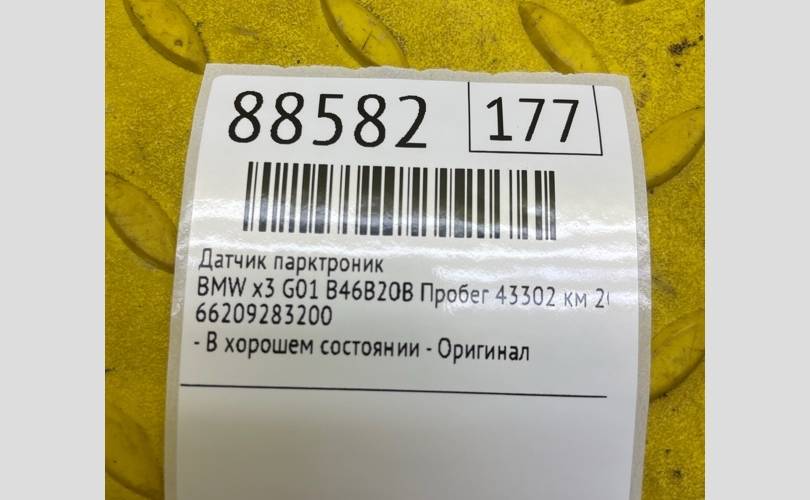 88582 177
Датчик парктроник
BMW x3 G01 B46B20B Пробег 43302 км
66209283200
- В хорошем состоянии - Оригинал